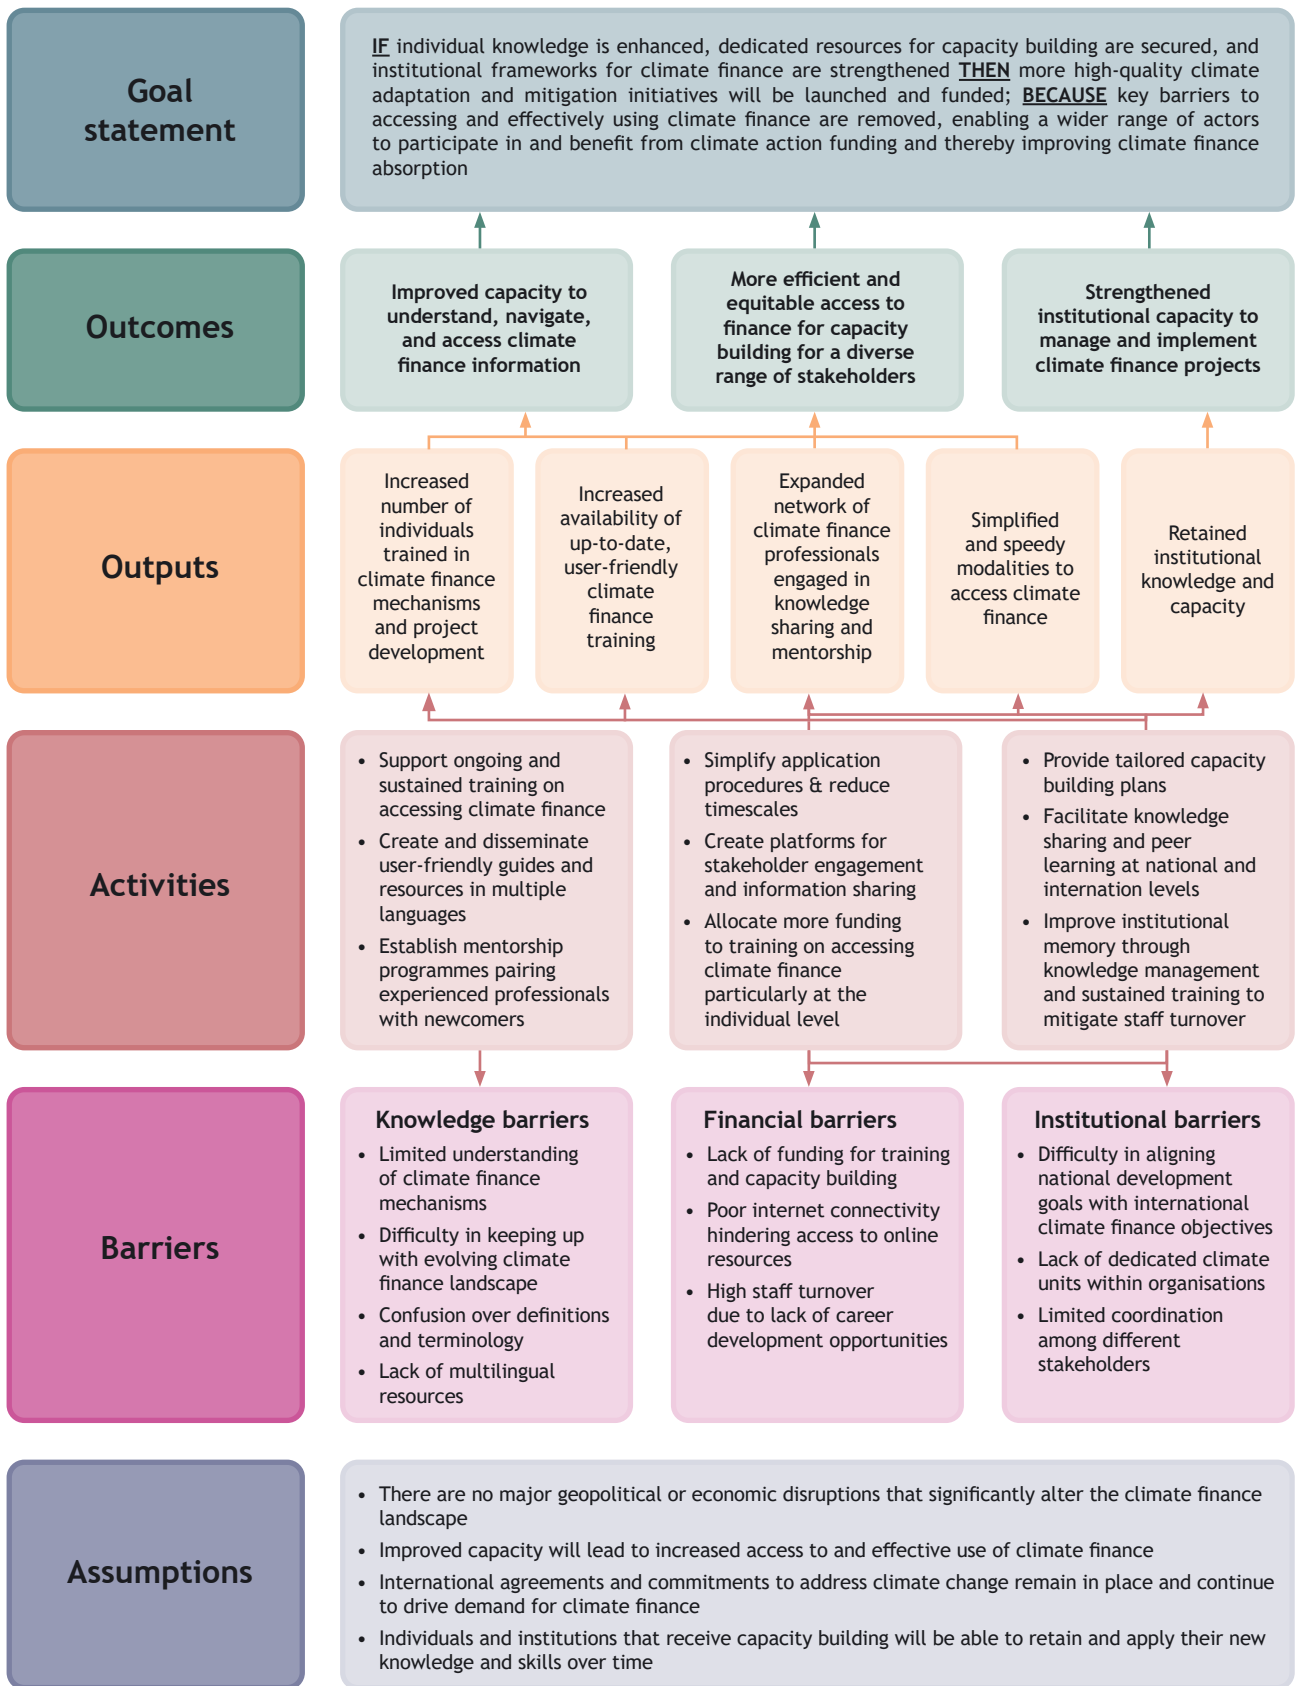 Goal
statement
IF individual knowledge is enhanced, dedicated resources for capacity building are secured, and
institutional frameworks for climate finance are strengthened THEN more high-quality climate
adaptation and mitigation initiatives will be launched and funded; BECAUSE key barriers to
accessing and effectively using climate finance are removed, enabling a wider range of actors
to participate in and benefit from climate action funding and thereby improving climate finance
absorption
Outcomes
Improved capacity to
understand, navigate,
and access climate
finance information
More efficient and
equitable access to
finance for capacity
building for a diverse
range of stakeholders
Strengthened
institutional capacity to
manage and implement
climate finance projects
Outputs
Increased
number of
individuals
trained in
climate finance
mechanisms
and project
development
Increased
availability of
up-to-date,
user-friendly
climate
finance
training
Expanded
network of
climate finance
professionals
engaged in
knowledge
sharing and
mentorship
Simplified
and speedy
modalities to
access climate
finance
Retained
institutional
knowledge and
capacity
Activities
• Support ongoing and
sustained training on
accessing climate finance
• Create and disseminate
user-friendly guides and
resources in multiple
languages
• Establish mentorship
programmes pairing
experienced professionals
with newcomers
• Simplify application
procedures & reduce
timescales
• Create platforms for
stakeholder engagement
and information sharing
• Allocate more funding
to training on accessing
climate finance
particularly at the
individual level
• Provide tailored capacity
building plans
• Facilitate knowledge
sharing and peer
learning at national and
internation levels
• Improve institutional
memory through
knowledge management
and sustained training to
mitigate staff turnover
Barriers
Knowledge barriers
• Limited understanding
of climate finance
mechanisms
• Difficulty in keeping up
with evolving climate
finance landscape
• Confusion over definitions
and terminology
• Lack of multilingual
resources
Financial barriers
• Lack of funding for training
and capacity building
• Poor internet connectivity
hindering access to online
resources
• High staff turnover
due to lack of career
development opportunities
Institutional barriers
• Difficulty in aligning
national development
goals with international
climate finance objectives
• Lack of dedicated climate
units within organisations
• Limited coordination
among different
stakeholders
Assumptions
• There are no major geopolitical or economic disruptions that significantly alter the climate finance
landscape
• Improved capacity will lead to increased access to and effective use of climate finance
• International agreements and commitments to address climate change remain in place and continue
to drive demand for climate finance
• Individuals and institutions that receive capacity building will be able to retain and apply their new
knowledge and skills over time